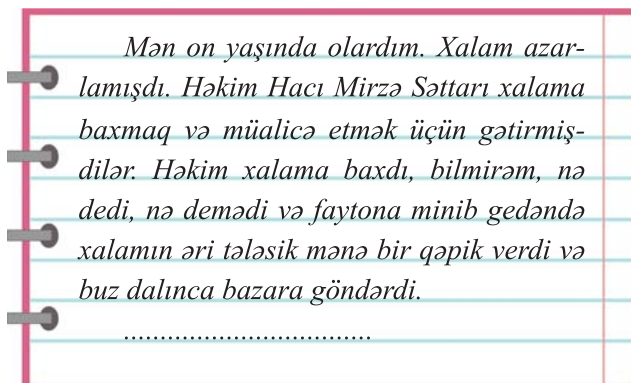 Mən on yaşında olardım. Xalam azar-
lamışdı. Həkim Hacı Mirzə Səttarı xalama
baxmaq və müalicə etmək üçün gətirmiş-
dilər. Həkim xalama baxdı, bilmirəm, nə
dedi, nə demədi və faytona minib gedəndə
xalamın əri tələsik mənə bir qəpik verdi və
buz dalınca bazara göndərdi.
.................................